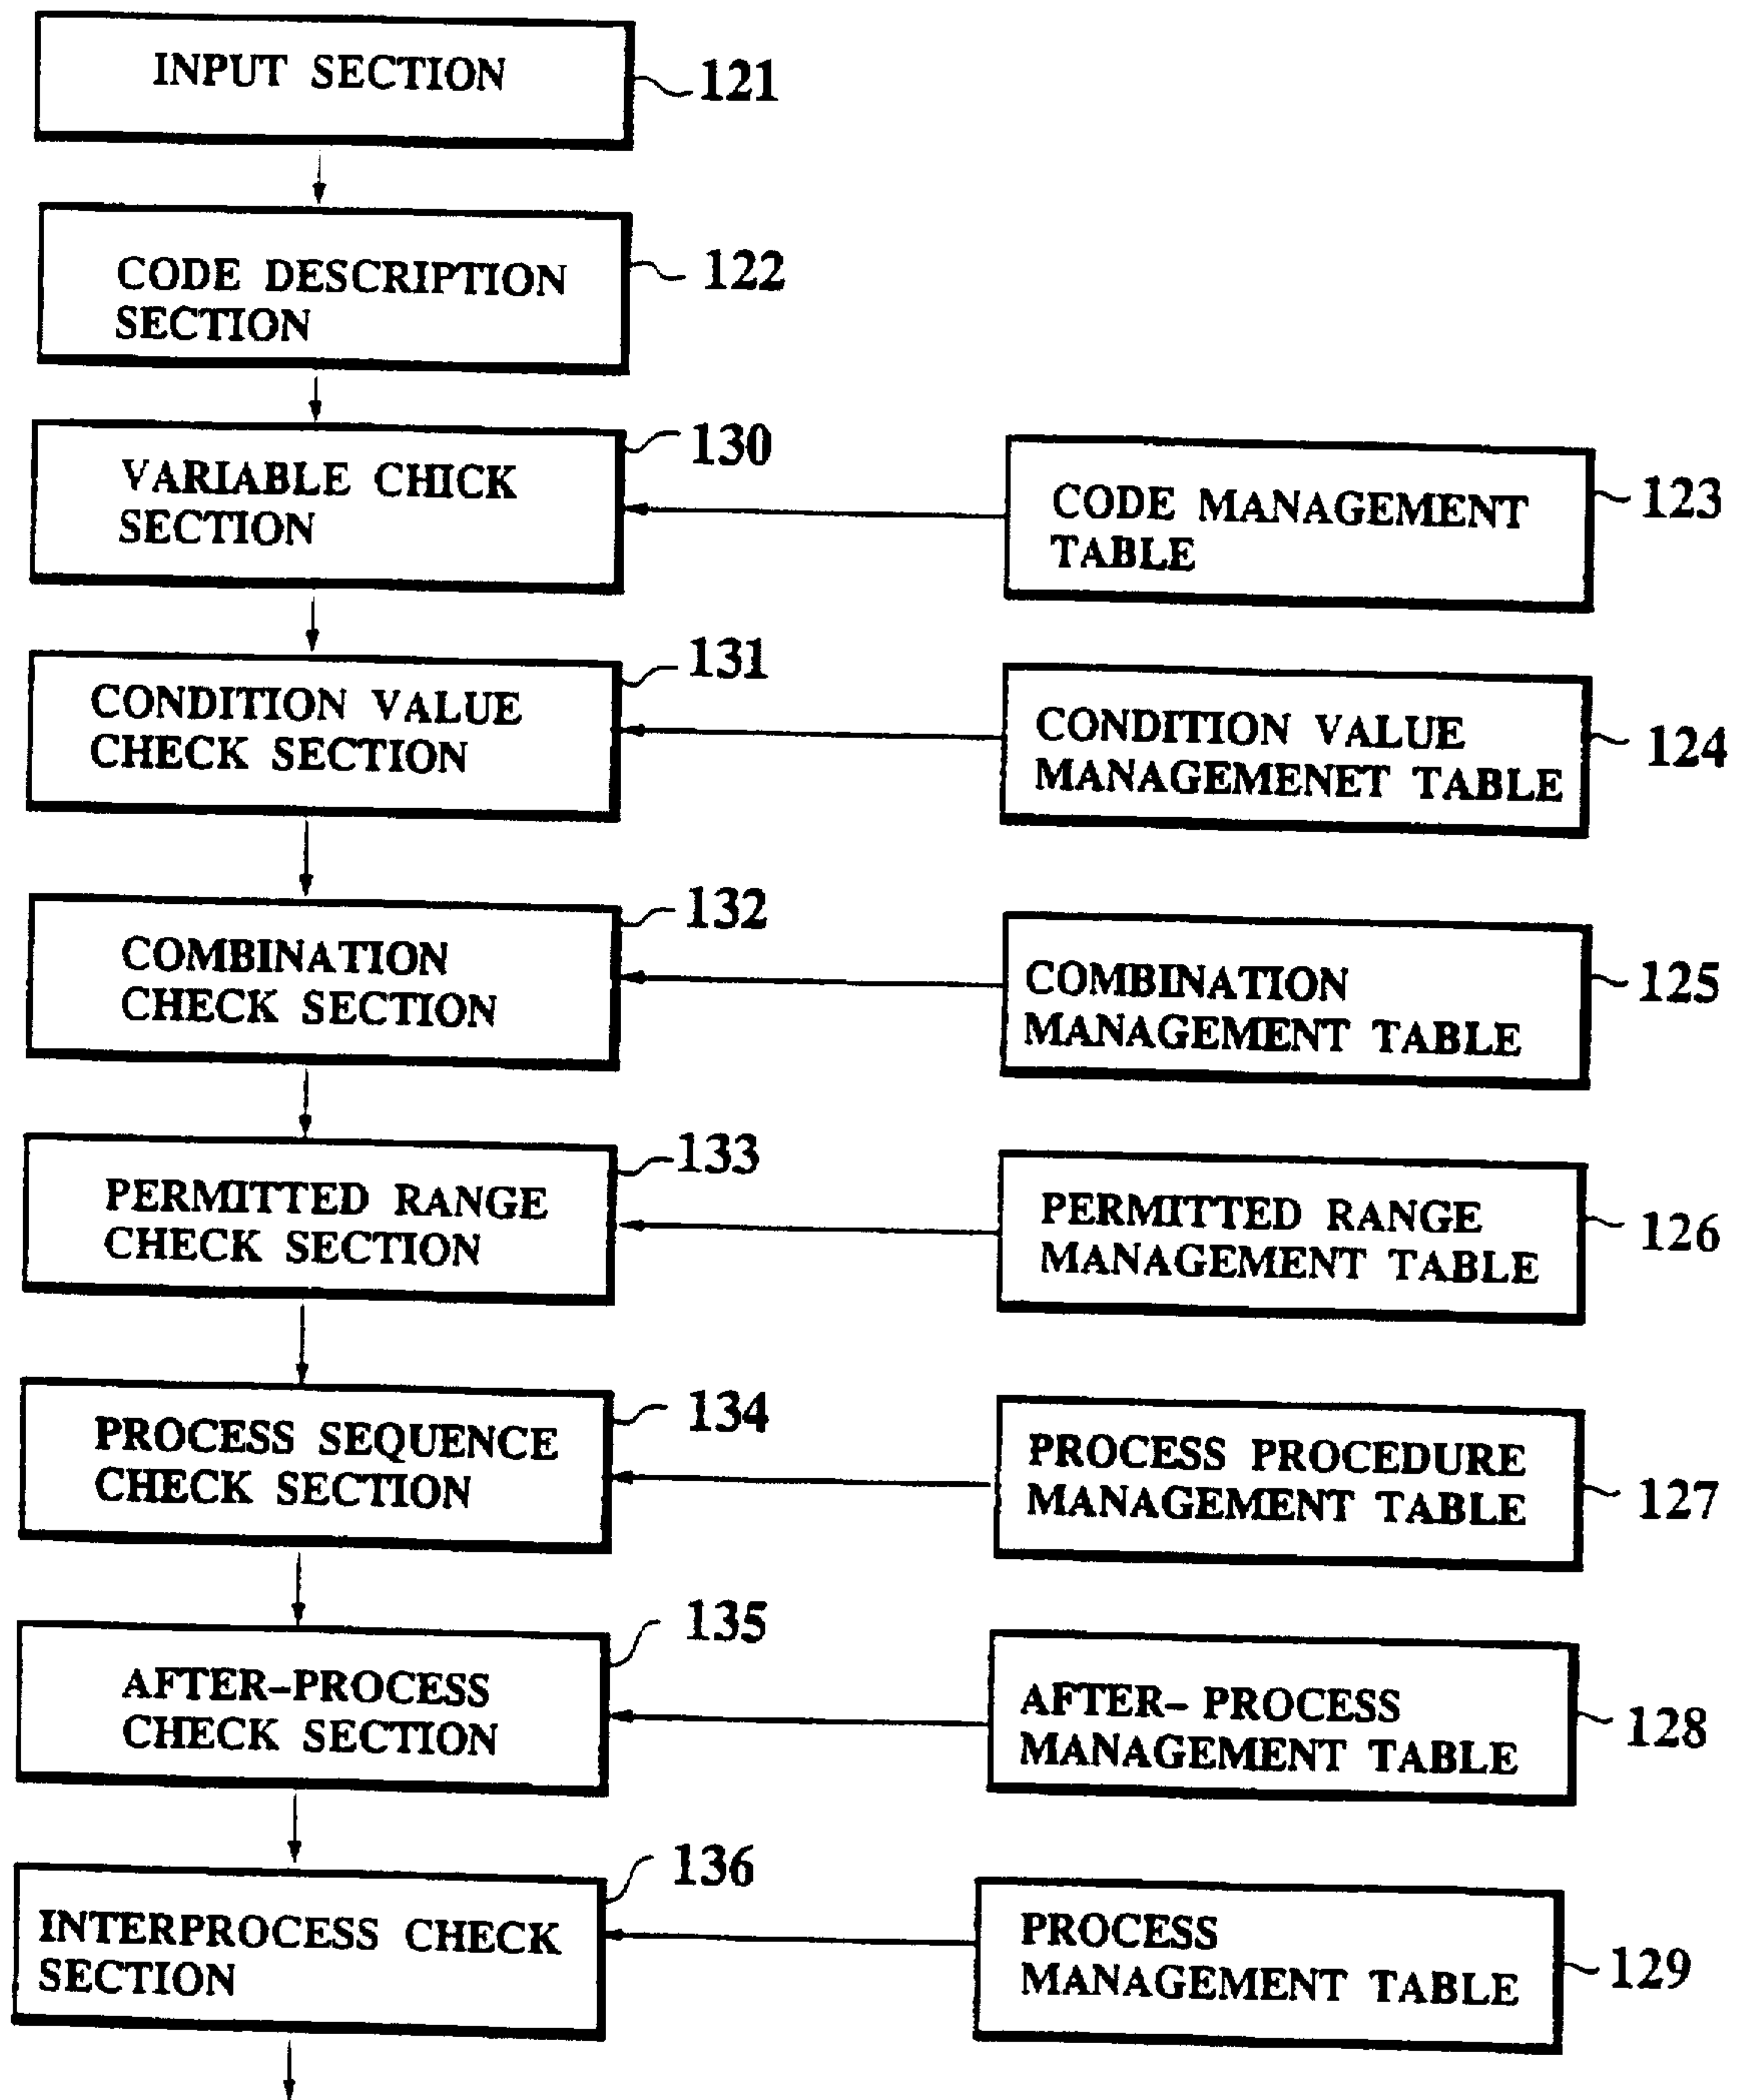 INPUT SECTION
121
CODE DESCRIPTION
SECTION
122
VARIABLE CHICK
SECTION
130
CODE MANAGEMENT
TABLE
123
CONDITION VALUE
CHECK SECTION
131
CONDITION VALUE
MANAGEMENET TABLE
124
COMBINATION
CHECK SECTION
132
COMBINATION
MANAGEMENT TABLE
125
PERMITTED RANGE
CHECK SECTION
133
PERMITTED RANGE
MANAGEMENT TABLE
126
PROCESS SEQUENCE
CHECK SECTION
134
PROCESS PROCEDURE
MANAGEMENT TABLE
127
AFTER-PROCESS
CHECK SECTION
135
AFTER- PROCESS
MANAGEMENT TABLE
128
INTERPROCESS CHECK
SECTION
136
PROCESS
MANAGEMENT TABLE
129